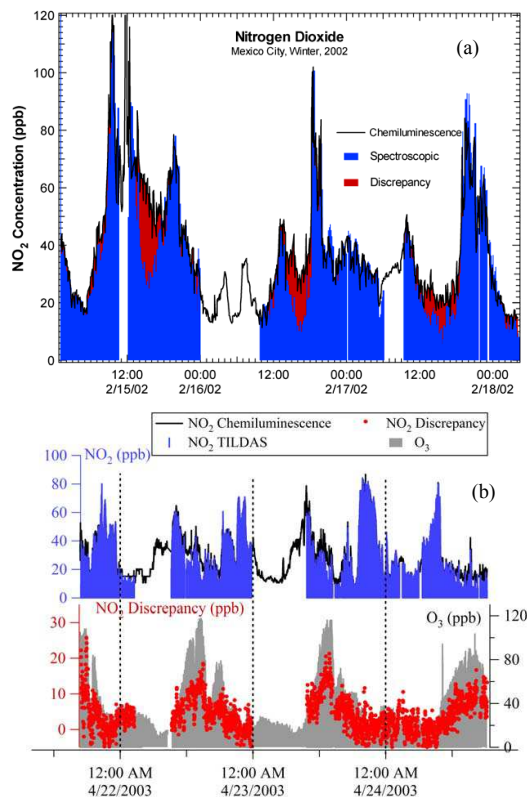 Nitrogen Dioxide
Mexico City, Winter, 2002
(a)
Chemiluminescence
Spectroscopic
Discrepancy
NO2 Concentration (ppb)
120
100
80
60
40
20
0
12:00
2/15/02
00:00
2/16/02
12:00
00:00
2/17/02
12:00
00:00
2/18/02
NO2 Chemiluminescence
NO2 Discrepancy
NO2 TILDAS
O3
NO2 (ppb)
(b)
100
80
60
40
20
0
NO2 Discrepancy (ppb)
O3 (ppb)
30
20
10
0
120
80
40
0
12:00 AM
4/22/2003
12:00 AM
4/23/2003
12:00 AM
4/24/2003